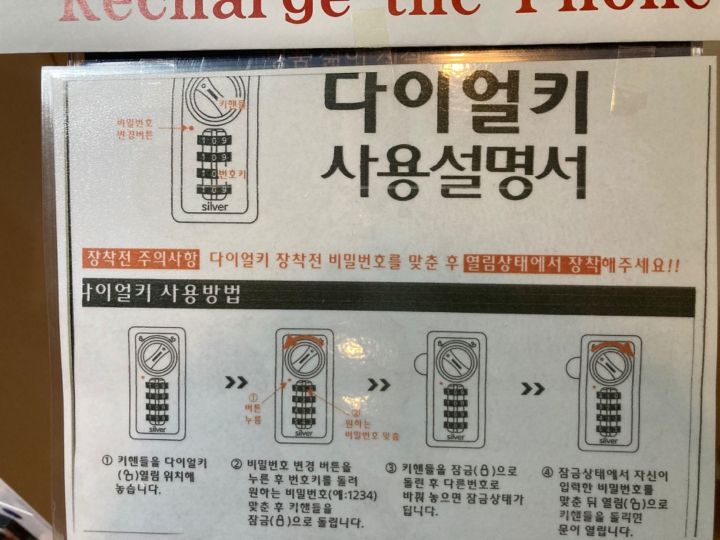 Recharge the Phone
다이얼키
사용설명서
키핸들
비밀번호
변경버튼
109
109
번호키
109
silver
장착전 주의사항 다이얼키 장착전 비밀번호를 맞춘 후 열림상태에서 장착해주세요!!
다이얼키 사용방법
① 버튼 누름
② 원하는 비밀번호 맞춤
silver
silver
silver
silver
① 키핸들을 다이얼키
열림 위치에
놓습니다.
② 비밀번호 변경 버튼을
누른 후 번호키를 돌려
원하는 비밀번호(예:1234)
맞춘 후 키핸들을
잠금( )으로 돌립니다.
③ 키핸들을 잠금( )으로
돌린 후 다른번호로
바꿔 놓으면 잠금상태가
됩니다.
④ 잠금상태에서 자신이
입력한 비밀번호를
맞춘 뒤 열림( )으로
키핸들을 돌리면
문이 열립니다.